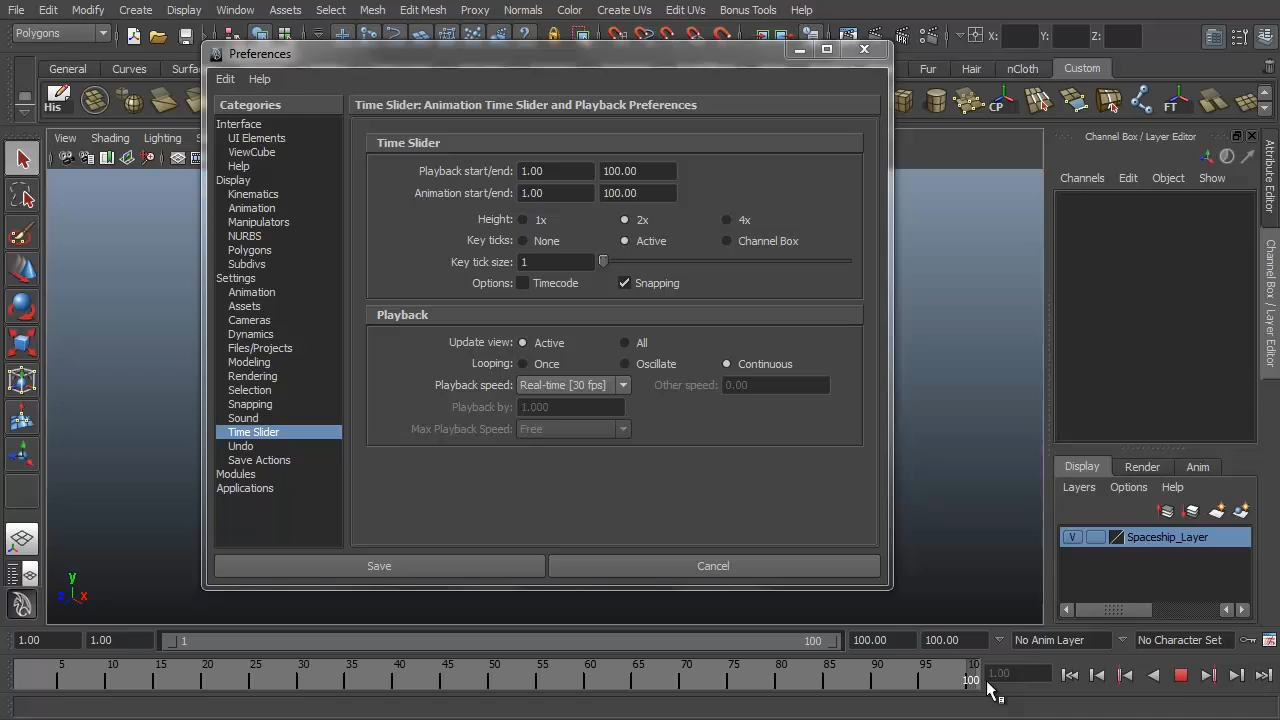 File Edit Modify Create Display Window Assets Select Mesh Edit Mesh Proxy Normals Color Create UVs Edit UVs Bonus Tools Help
Polygons
X: Y: Z:
Preferences
General Curves Surfa Fur Hair nCloth Custom
Edit Help
His CP FT
Categories
Time Slider: Animation Time Slider and Playback Preferences
Interface
UI Elements
ViewCube
Help
Display
Kinematics
Animation
Manipulators
NURBS
Polygons
Subdivs
Settings
Animation
Assets
Cameras
Dynamics
Files/Projects
Modeling
Rendering
Selection
Snapping
Sound
Time Slider
Undo
Save Actions
Modules
Applications
Time Slider
Playback start/end: 1.00 100.00
Animation start/end: 1.00 100.00
Height: 1x 2x 4x
Key ticks: None Active Channel Box
Key tick size: 1
Options: Timecode Snapping
Playback
Update view: Active All
Looping: Once Oscillate Continuous
Playback speed: Real-time [30 fps] Other speed: 0.00
Playback by: 1.000
Max Playback Speed: Free
Save Cancel
View Shading Lighting S
Channel Box / Layer Editor
Channels Edit Object Show
Attribute Editor
Channel Box / Layer Editor
Display Render Anim
Layers Options Help
V Spaceship_Layer
y
z x
1.00 1.00 1 100 100.00 100.00 No Anim Layer No Character Set
5 10 15 20 25 30 35 40 45 50 55 60 65 70 75 80 85 90 95 10
100 1.00